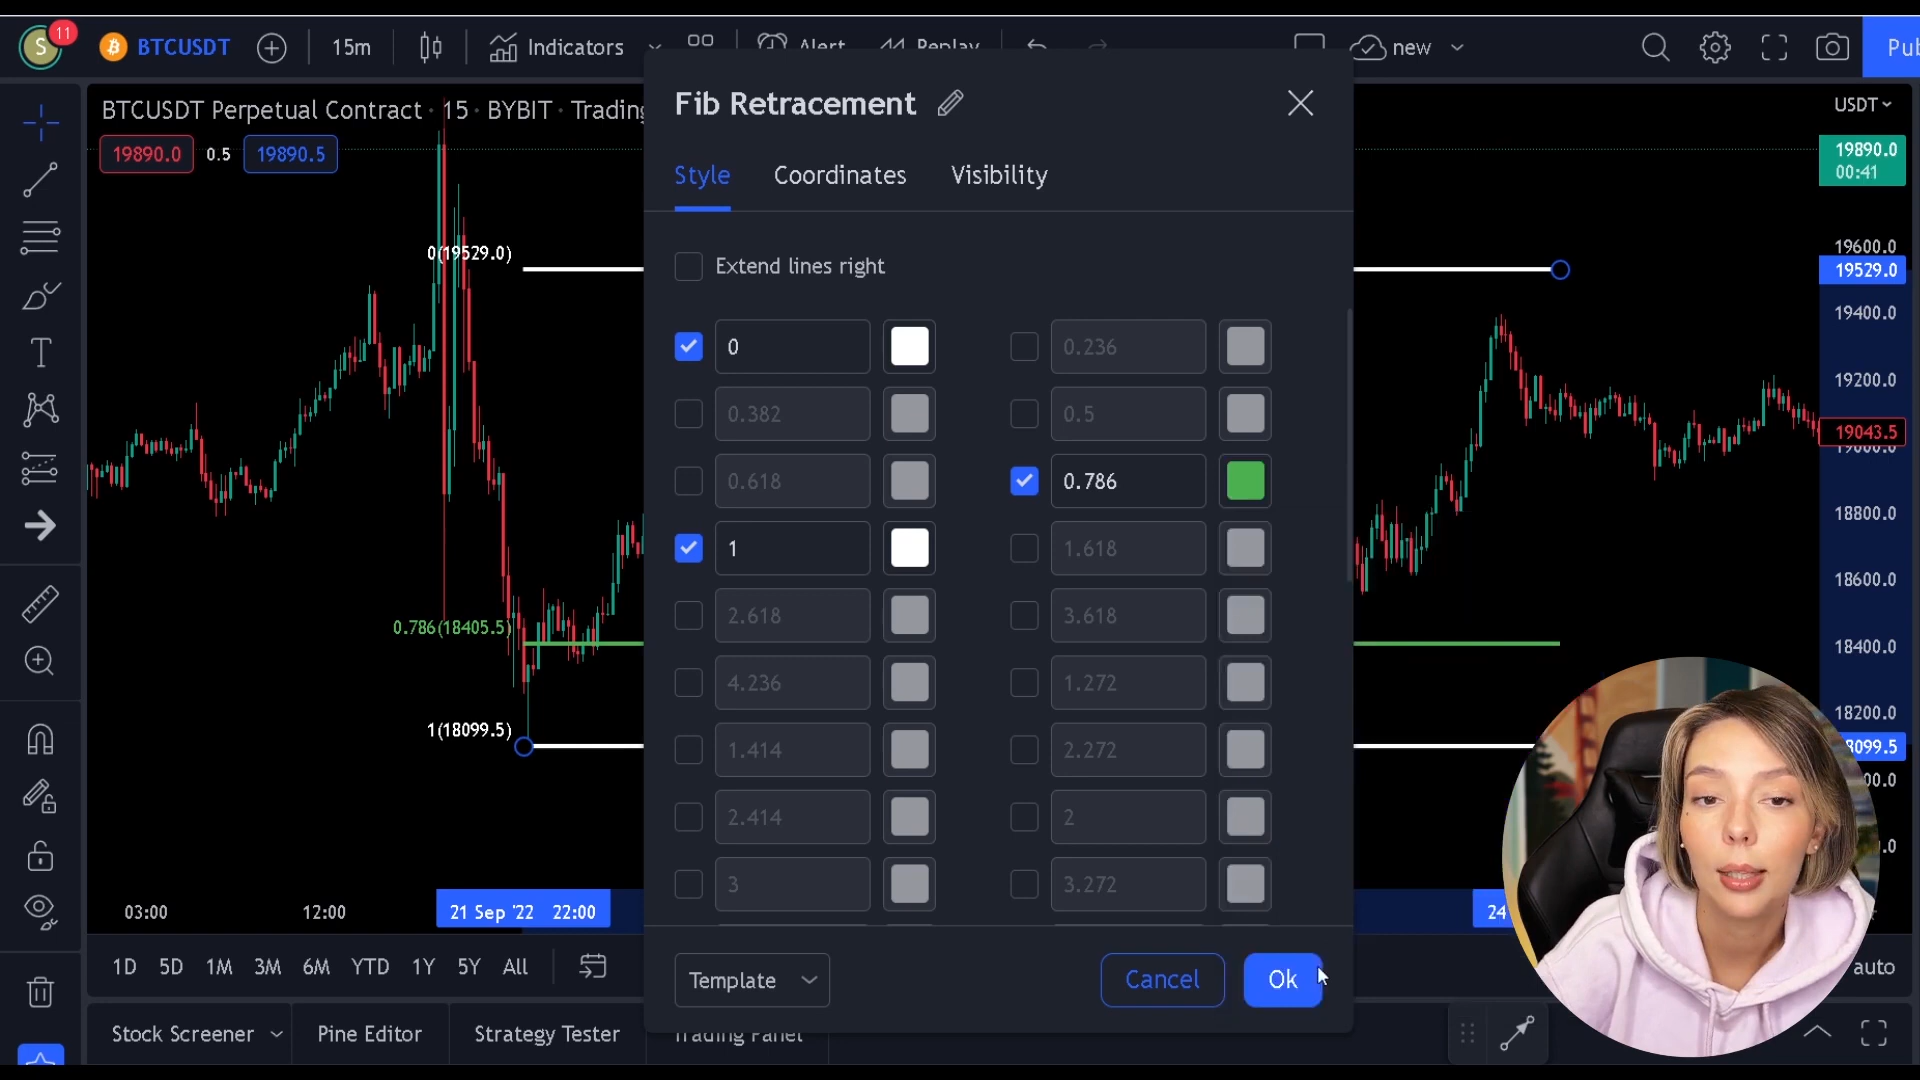 S
11
BTCUSDT
15m
Indicators
Alert
Replay
new
Pub
BTCUSDT Perpetual Contract · 15 · BYBIT · Trading
19890.0
0.5
19890.5
USDT
19890.0
00:41
19600.0
19529.0
19400.0
19200.0
19043.5
19000.0
18800.0
18600.0
18400.0
18200.0
0(19529.0)
0.786(18405.5)
1(18099.5)
Fib Retracement
Style
Coordinates
Visibility
Extend lines right
0
0.236
0.382
0.5
0.618
0.786
1
1.618
2.618
3.618
4.236
1.272
1.414
2.272
2.414
2
3
3.272
Template
Cancel
Ok
03:00
12:00
21 Sep '22 22:00
24
1D
5D
1M
3M
6M
YTD
1Y
5Y
All
auto
Stock Screener
Pine Editor
Strategy Tester
Trading Panel